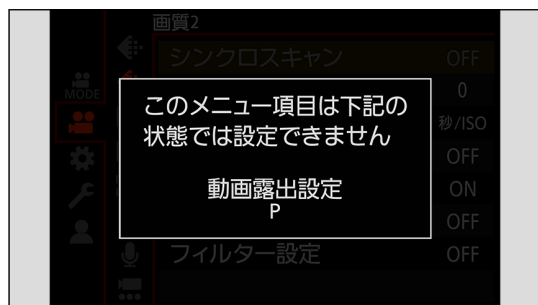 画質2
シンクロスキャン OFF
MODE
0
このメニュー項目は下記の
状態では設定できません
秒/ISO
OFF
動画露出設定
ON
P
OFF
フィルター設定 OFF